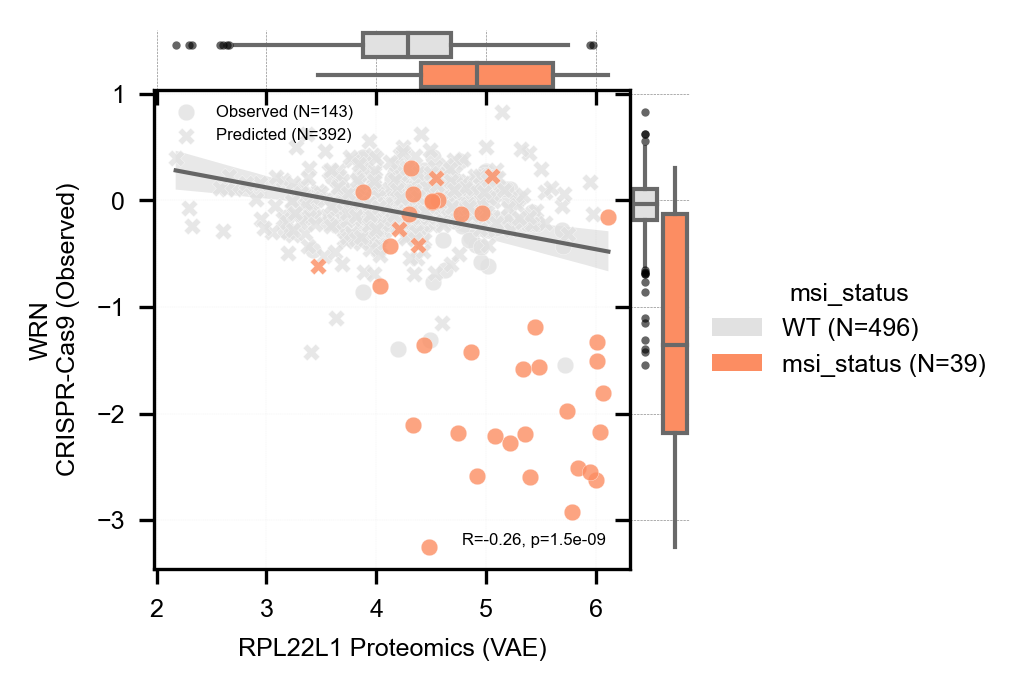 1
0
−1
−2
−3
WRN
CRISPR-Cas9 (Observed)
Observed (N=143)
Predicted (N=392)
R=-0.26, p=1.5e-09
2
3
4
5
6
RPL22L1 Proteomics (VAE)
msi_status
WT (N=496)
msi_status (N=39)